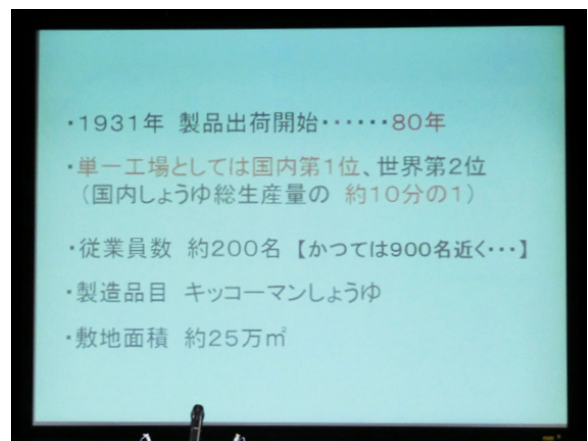 ・1931年 製品出荷開始・・・・・・80年
・単一工場としては国内第1位、世界第2位
（国内しょうゆ総生産量の 約10分の1）
・従業員数 約200名【かつては900名近く・・・】
・製造品目 キッコーマンしょうゆ
・敷地面積 約25万㎡